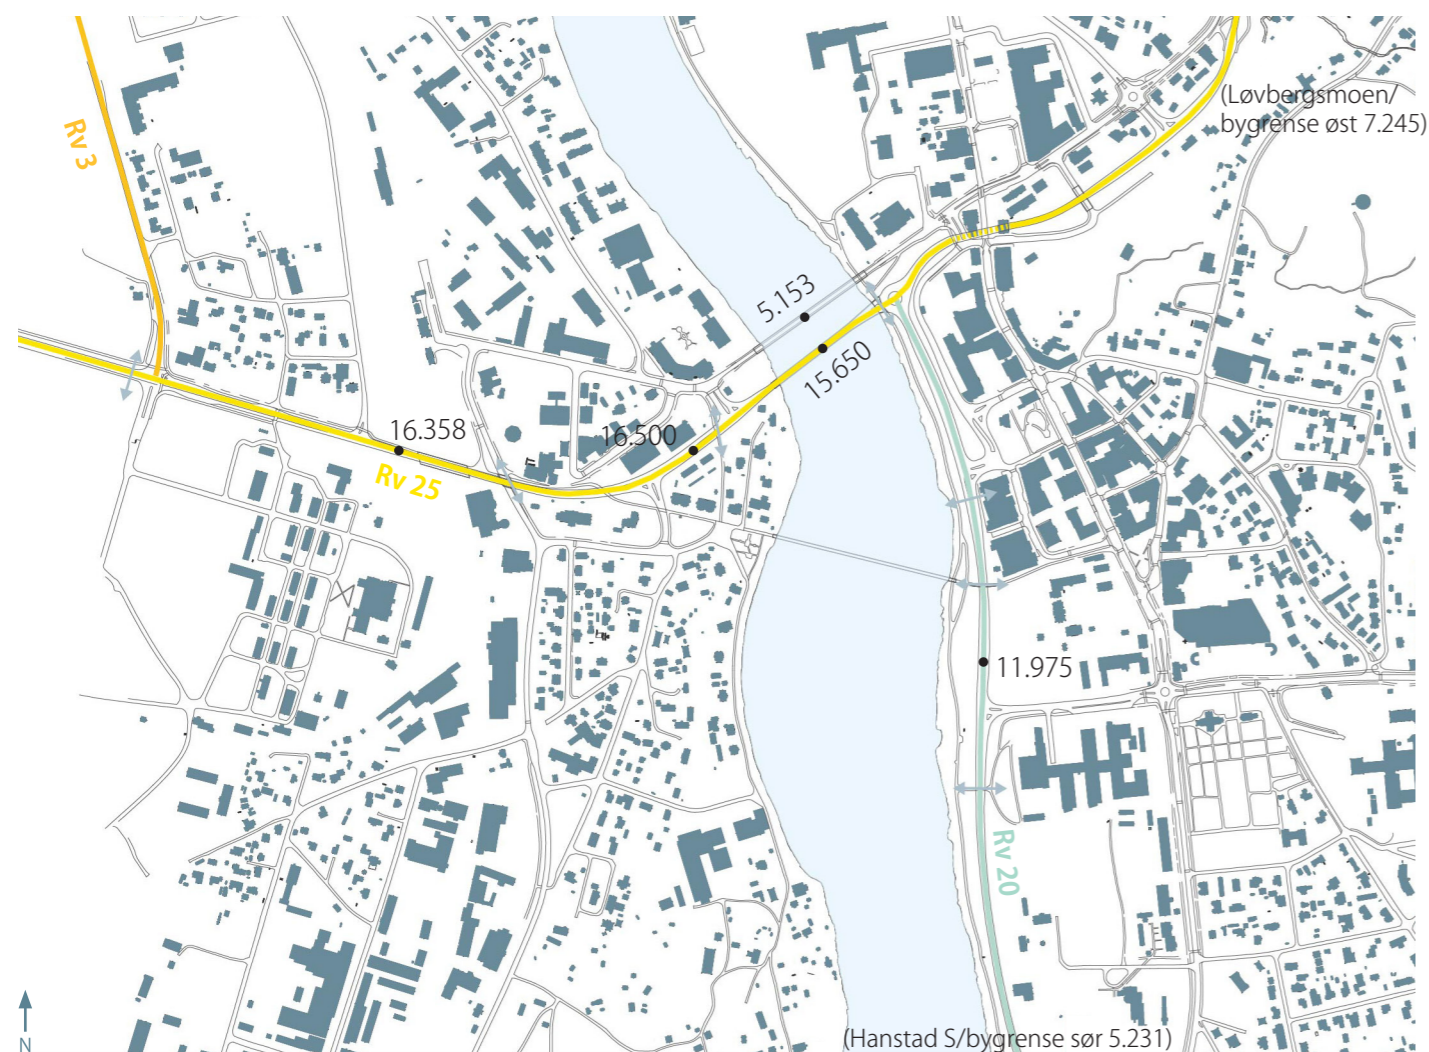 (Løvbergsmoen/
bygrense øst 7.245)
Rv 3
5.153
15.650
16.358
16.500
Rv 25
11.975
Rv 20
N
(Hanstad S/bygrense sør 5.231)